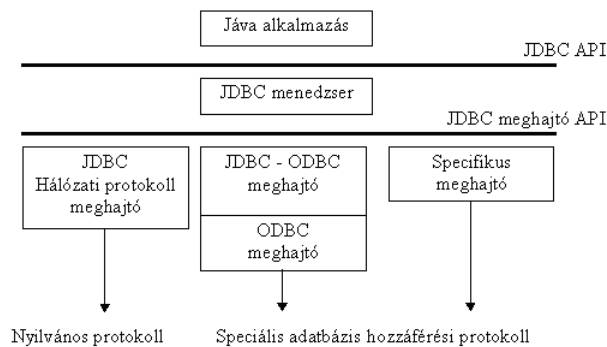 Jáva alkalmazás
JDBC API
JDBC menedzser
JDBC meghajtó API
JDBC
Hálózati protokoll
meghajtó
JDBC - ODBC
meghajtó
ODBC
meghajtó
Specifikus
meghajtó
Nyilvános protokoll
Speciális adatbázis hozzáférési protokoll